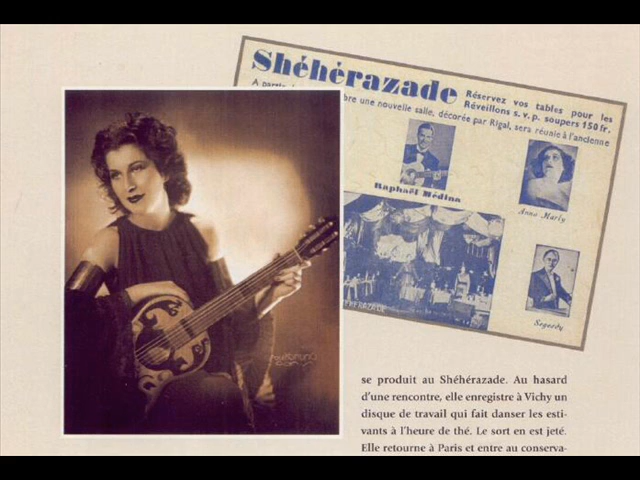 Shéhérazade
Réservez vos tables pour les
Réveillons s. v. p. soupers 150 fr.
A partir
bre une nouvelle salle, décorée par Rigal, sera réunie à l'ancienne
Raphaël Médina
Anna Marly
se produit au Shéhérazade. Au hasard
d'une rencontre, elle enregistre à Vichy un
disque de travail qui fait danser les esti-
vants à l'heure de thé. Le sort en est jeté.
Elle retourne à Paris et entre au conserva-